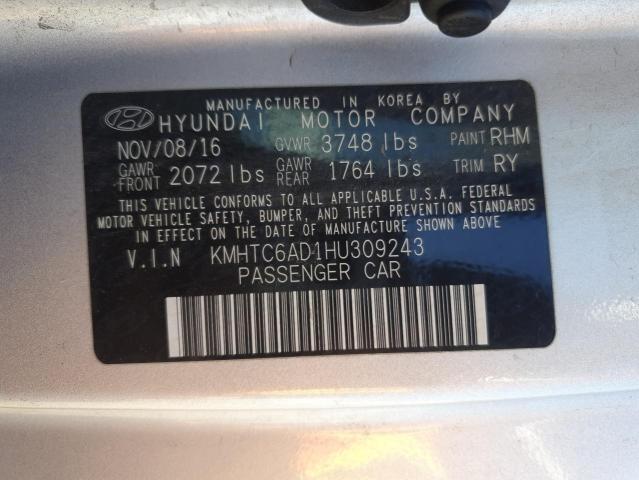 MANUFACTURED IN KOREA BY
HYUNDAI MOTOR COMPANY
NOV/08/16 GVWR 3748 lbs PAINT RHM
GAWR FRONT 2072 lbs GAWR REAR 1764 lbs TRIM RY
THIS VEHICLE CONFORMS TO ALL APPLICABLE U.S.A. FEDERAL
MOTOR VEHICLE SAFETY, BUMPER, AND THEFT PREVENTION STANDARDS
IN EFFECT ON THE DATE OF MANUFACTURE SHOWN ABOVE
V.I.N KMHTC6AD1HU309243
PASSENGER CAR